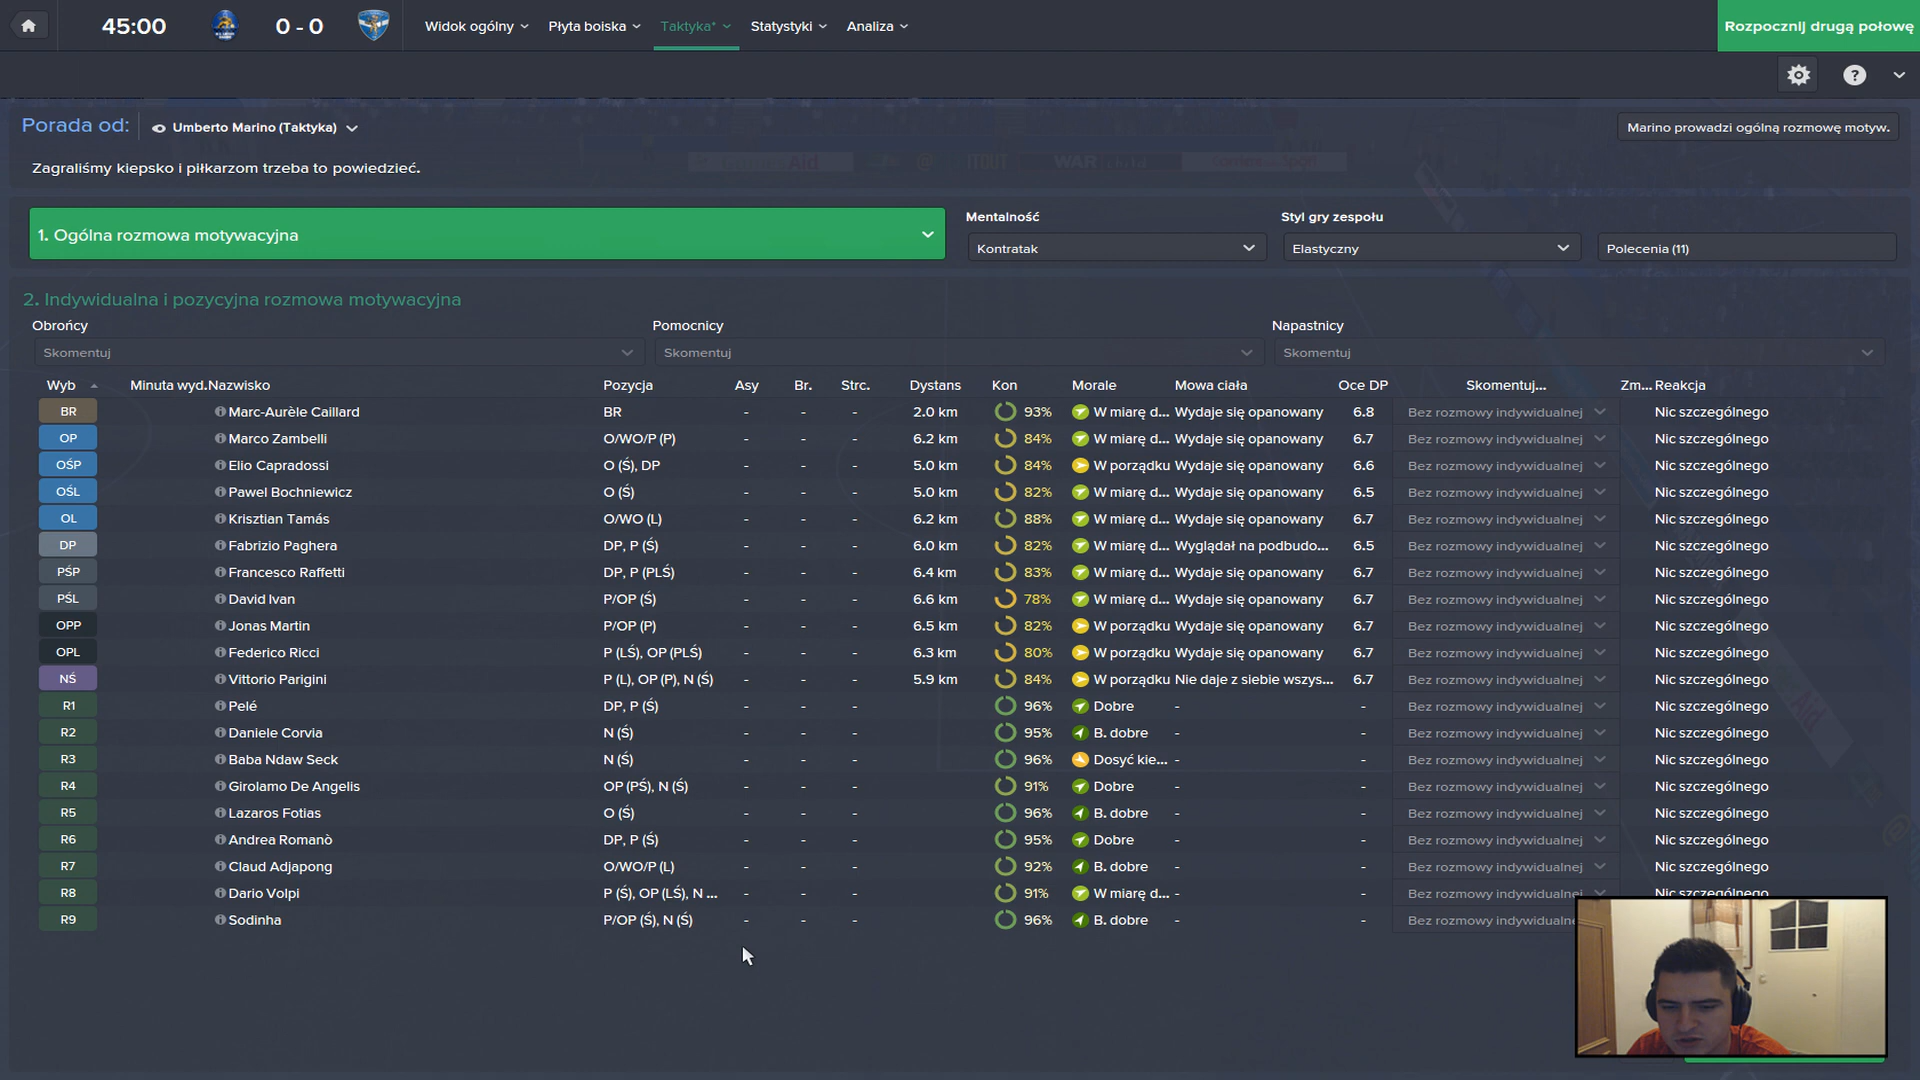 45:00 0 - 0 Widok ogólny Płyta boiska Taktyka* Statystyki Analiza Rozpocznij drugą połowę
Porada od: Umberto Marino (Taktyka) Marino prowadzi ogólną rozmowę motyw.
Zagraliśmy kiepsko i piłkarzom trzeba to powiedzieć.
1. Ogólna rozmowa motywacyjna
Mentalność Styl gry zespołu
Kontratak Elastyczny Polecenia (11)
2. Indywidualna i pozycyjna rozmowa motywacyjna
Obrońcy Pomocnicy Napastnicy
Skomentuj Skomentuj Skomentuj
Wyb Minuta wyd. Nazwisko Pozycja Asy Br. Strc. Dystans Kon Morale Mowa ciała Oce DP Skomentuj... Zm... Reakcja
BR Marc-Aurèle Caillard BR - - - 2.0 km 93% W miarę d... Wydaje się opanowany 6.8 Bez rozmowy indywidualnej Nic szczególnego
OP Marco Zambelli O/WO/P (P) - - - 6.2 km 84% W miarę d... Wydaje się opanowany 6.7 Bez rozmowy indywidualnej Nic szczególnego
OŚP Elio Capradossi O (Ś), DP - - - 5.0 km 84% W porządku Wydaje się opanowany 6.6 Bez rozmowy indywidualnej Nic szczególnego
OŚL Pawel Bochniewicz O (Ś) - - - 5.0 km 82% W miarę d... Wydaje się opanowany 6.5 Bez rozmowy indywidualnej Nic szczególnego
OL Krisztian Tamás O/WO (L) - - - 6.2 km 88% W miarę d... Wydaje się opanowany 6.7 Bez rozmowy indywidualnej Nic szczególnego
DP Fabrizio Paghera DP, P (Ś) - - - 6.0 km 82% W miarę d... Wyglądał na podbudo... 6.5 Bez rozmowy indywidualnej Nic szczególnego
PŚP Francesco Raffetti DP, P (PLŚ) - - - 6.4 km 83% W miarę d... Wydaje się opanowany 6.7 Bez rozmowy indywidualnej Nic szczególnego
PŚL David Ivan P/OP (Ś) - - - 6.6 km 78% W miarę d... Wydaje się opanowany 6.7 Bez rozmowy indywidualnej Nic szczególnego
OPP Jonas Martin P/OP (P) - - - 6.5 km 82% W porządku Wydaje się opanowany 6.7 Bez rozmowy indywidualnej Nic szczególnego
OPL Federico Ricci P (LŚ), OP (PLŚ) - - - 6.3 km 80% W porządku Wydaje się opanowany 6.7 Bez rozmowy indywidualnej Nic szczególnego
NŚ Vittorio Parigini P (L), OP (P), N (Ś) - - - 5.9 km 84% W porządku Nie daje z siebie wszys... 6.7 Bez rozmowy indywidualnej Nic szczególnego
R1 Pelé DP, P (Ś) - - - 96% Dobre - - Bez rozmowy indywidualnej Nic szczególnego
R2 Daniele Corvia N (Ś) - - - 95% B. dobre - - Bez rozmowy indywidualnej Nic szczególnego
R3 Baba Ndaw Seck N (Ś) - - - 96% Dosyć kie... - - Bez rozmowy indywidualnej Nic szczególnego
R4 Girolamo De Angelis OP (PŚ), N (Ś) - - - 91% Dobre - - Bez rozmowy indywidualnej Nic szczególnego
R5 Lazaros Fotias O (Ś) - - - 96% B. dobre - - Bez rozmowy indywidualnej Nic szczególnego
R6 Andrea Romanò DP, P (Ś) - - - 95% Dobre - - Bez rozmowy indywidualnej Nic szczególnego
R7 Claud Adjapong O/WO/P (L) - - - 92% B. dobre - - Bez rozmowy indywidualnej Nic szczególnego
R8 Dario Volpi P (Ś), OP (LŚ), N ... - - - 91% W miarę d... - - Bez rozmowy indywidualnej Nic szczególnego
R9 Sodinha P/OP (Ś), N (Ś) - - - 96% B. dobre - - Bez rozmowy indywidualnej